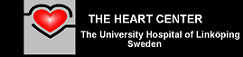 THE HEART CENTER
The University Hospital of Linköping
Sweden